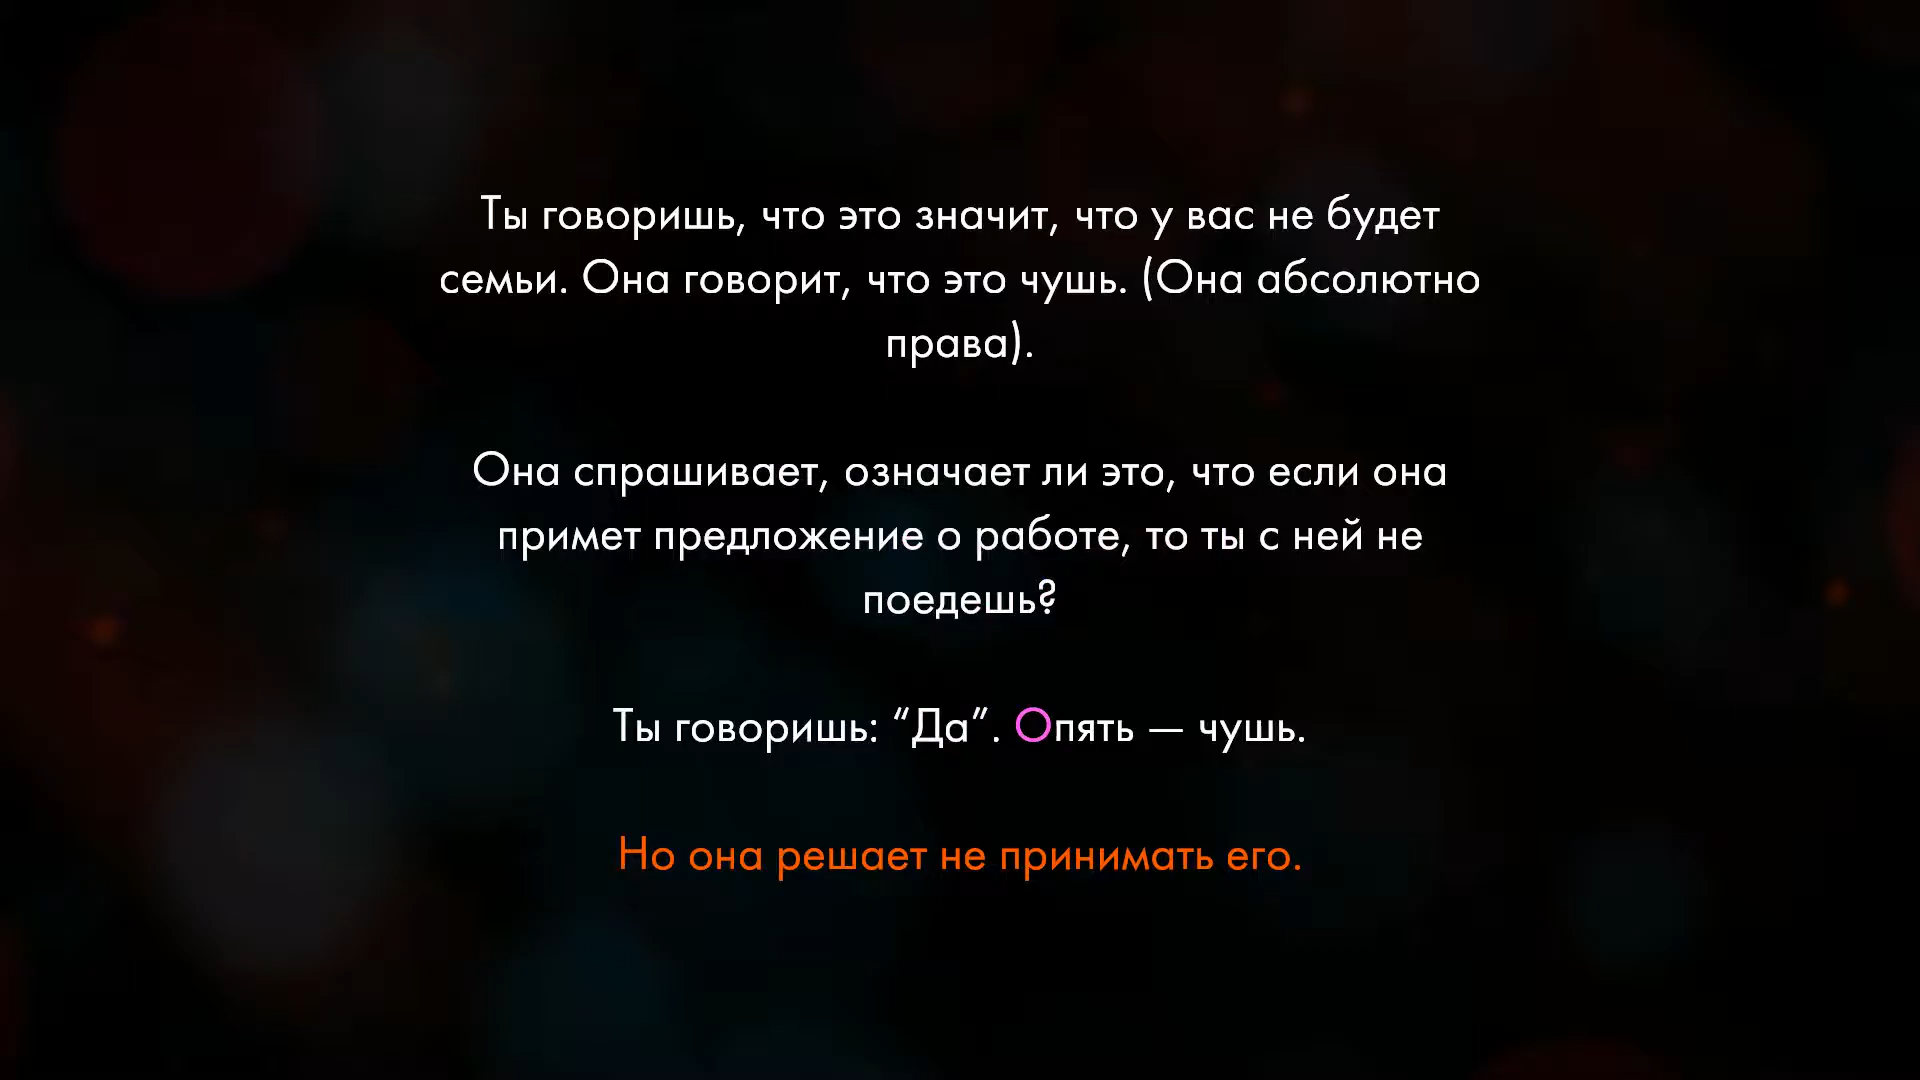 Ты говоришь, что это значит, что у вас не будет
семьи. Она говорит, что это чушь. (Она абсолютно
права).
Она спрашивает, означает ли это, что если она
примет предложение о работе, то ты с ней не
поедешь?
Ты говоришь: “Да”. Опять — чушь.
Но она решает не принимать его.